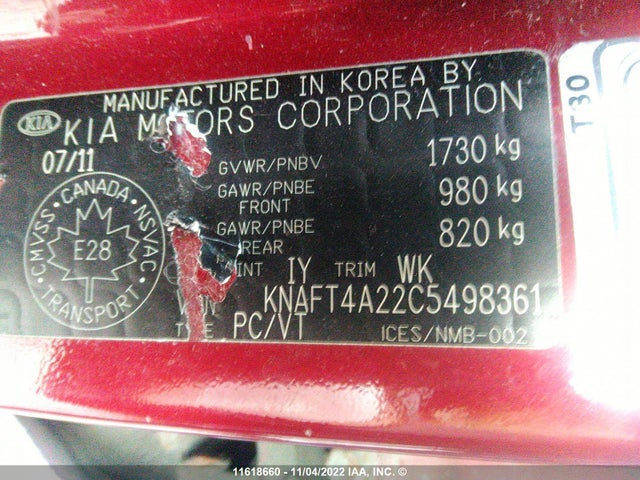 MANUFACTURED IN KOREA BY
KIA KIA MOTORS CORPORATION
07/11
GVWR/PNBV 1730 kg
GAWR/PNBE FRONT 980 kg
GAWR/PNBE REAR 820 kg
CANADA
CMVSS NSVAC
E28
TRANSPORT
INT IY TRIM WK
KNAFT4A22C5498361
TYPE PC/VT ICES/NMB-002
T30
11618660 - 11/04/2022 IAA, INC. ©